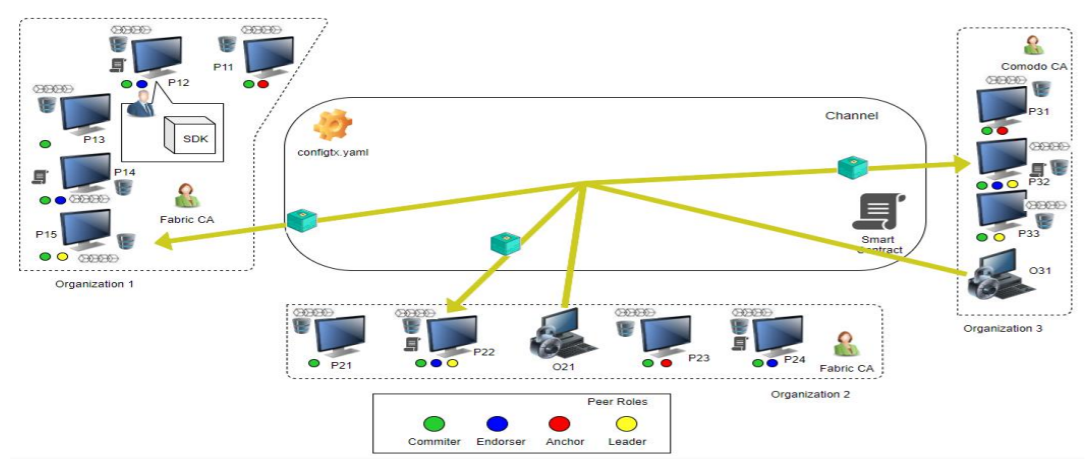 P12
P11
P13
SDK
P14
Fabric CA
P15
Organization 1
configtx.yaml
Channel
Smart
Contract
Comodo CA
P31
P32
P33
O31
Organization 3
P21
P22
O21
P23
P24
Fabric CA
Organization 2
Peer Roles
Commiter Endorser Anchor Leader